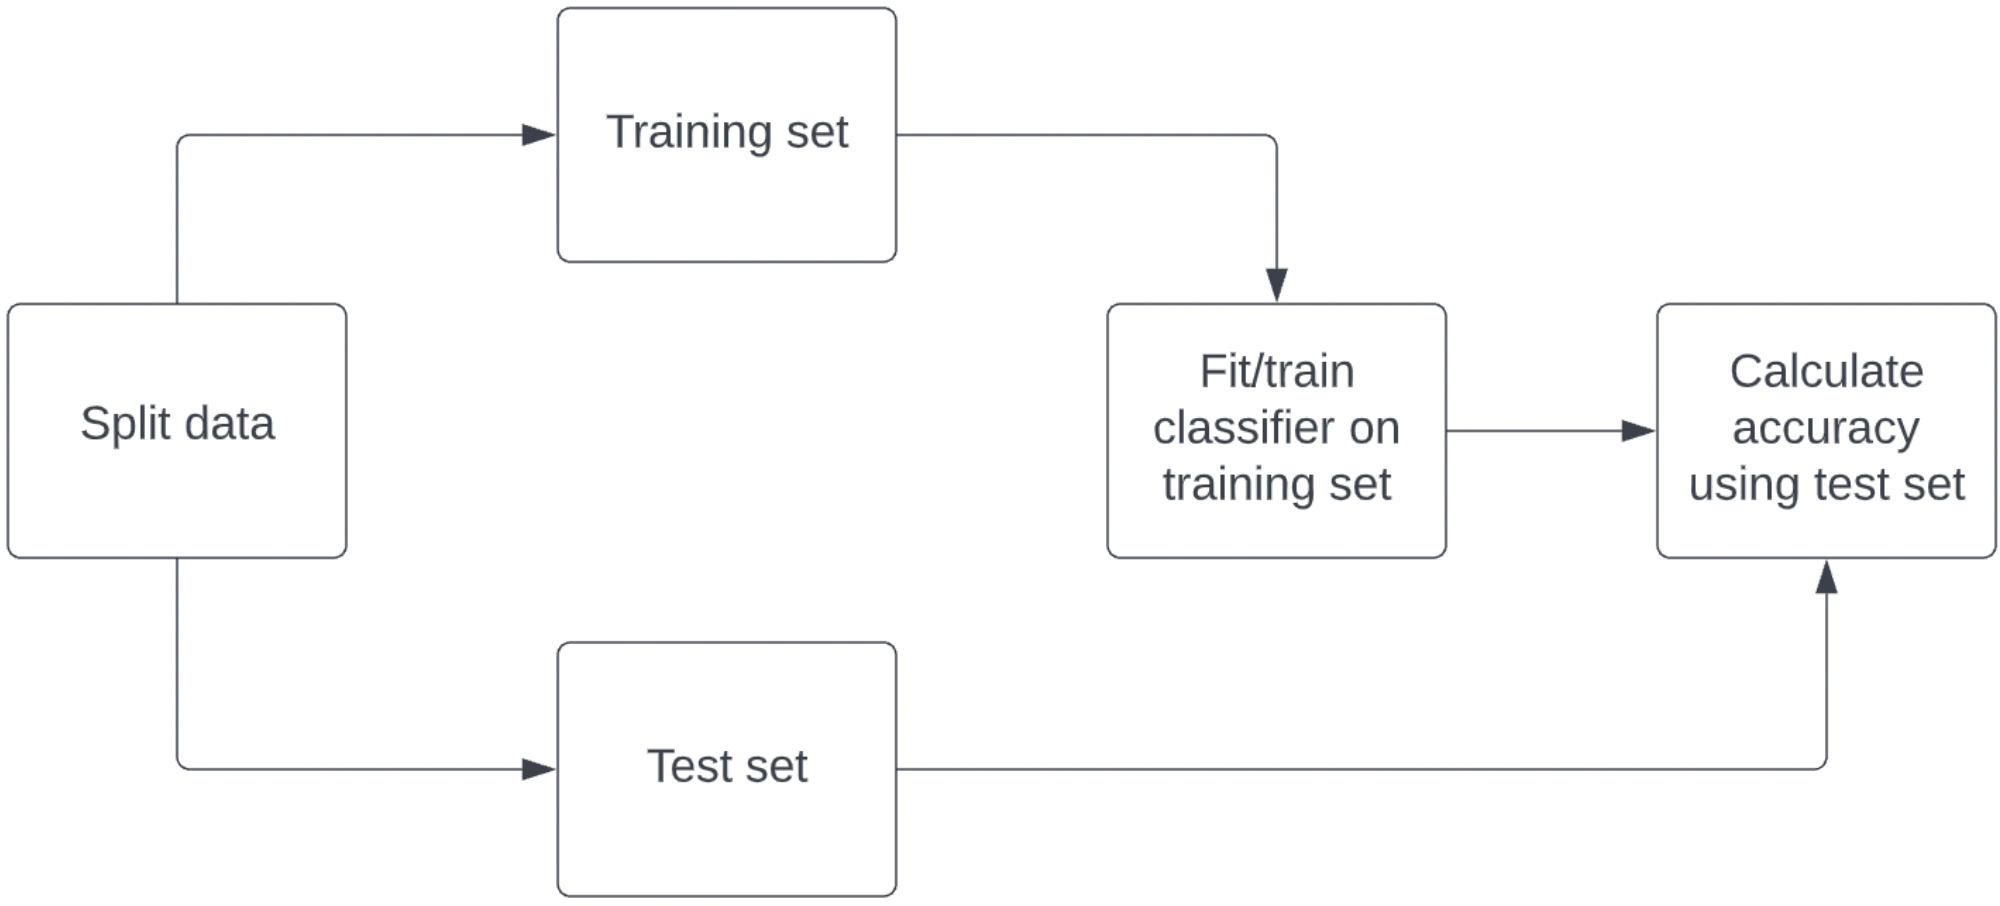 Training set
Split data
Fit/train
classifier on
training set
Calculate
accuracy
using test set
Test set